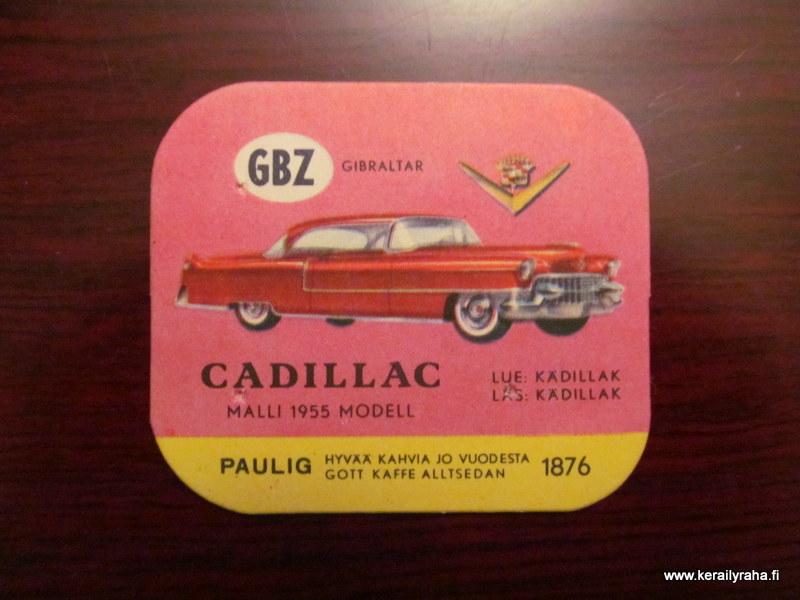 GBZ GIBRALTAR
CADILLAC
MALLI 1955 MODELL
LUE: KÄDILLAK
LÄS: KÄDILLAK
PAULIG
HYVÄÄ KAHVIA JO VUODESTA
GOTT KAFFE ALLTSEDAN
1876
www.kerailyraha.fi